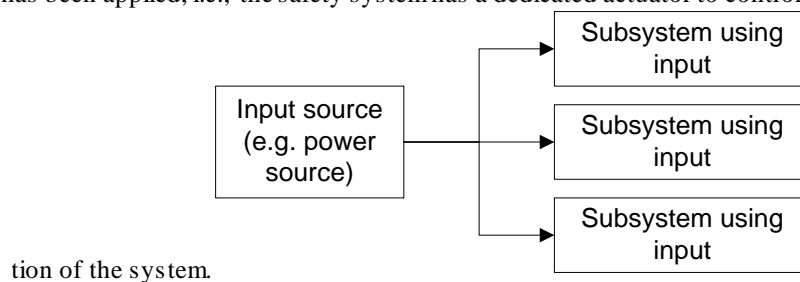 has been applied, i.e., the safety system has a dedicated actuator to control
Subsystem using
input
Input source
(e.g. power
source)
Subsystem using
input
Subsystem using
input
tion of the system.